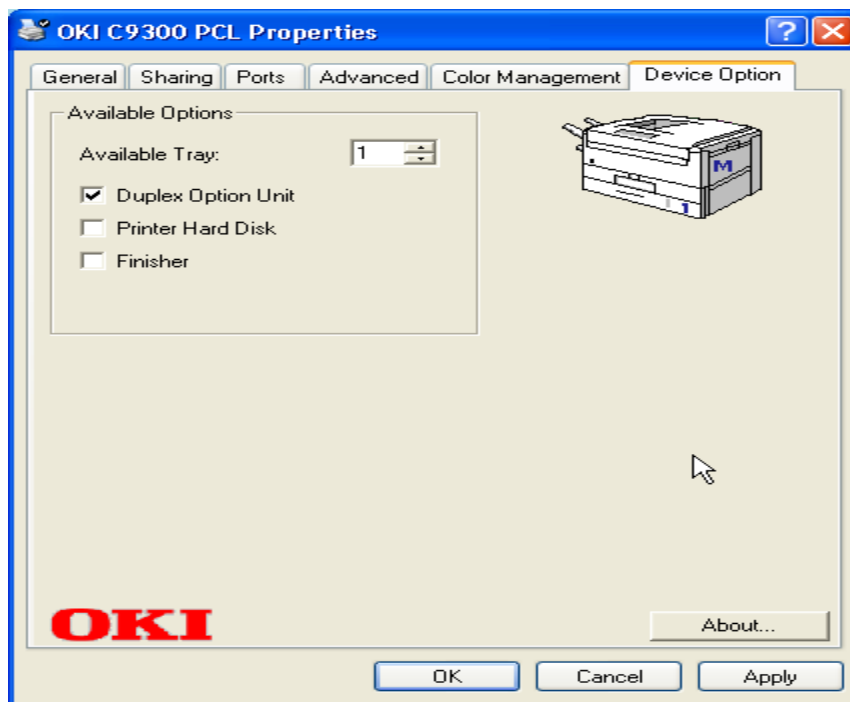 OKI C9300 PCL Properties
?
General Sharing Ports Advanced Color Management Device Option
Available Options
Available Tray: 1
Duplex Option Unit
Printer Hard Disk
Finisher
M
1
OKI
About...
OK Cancel Apply